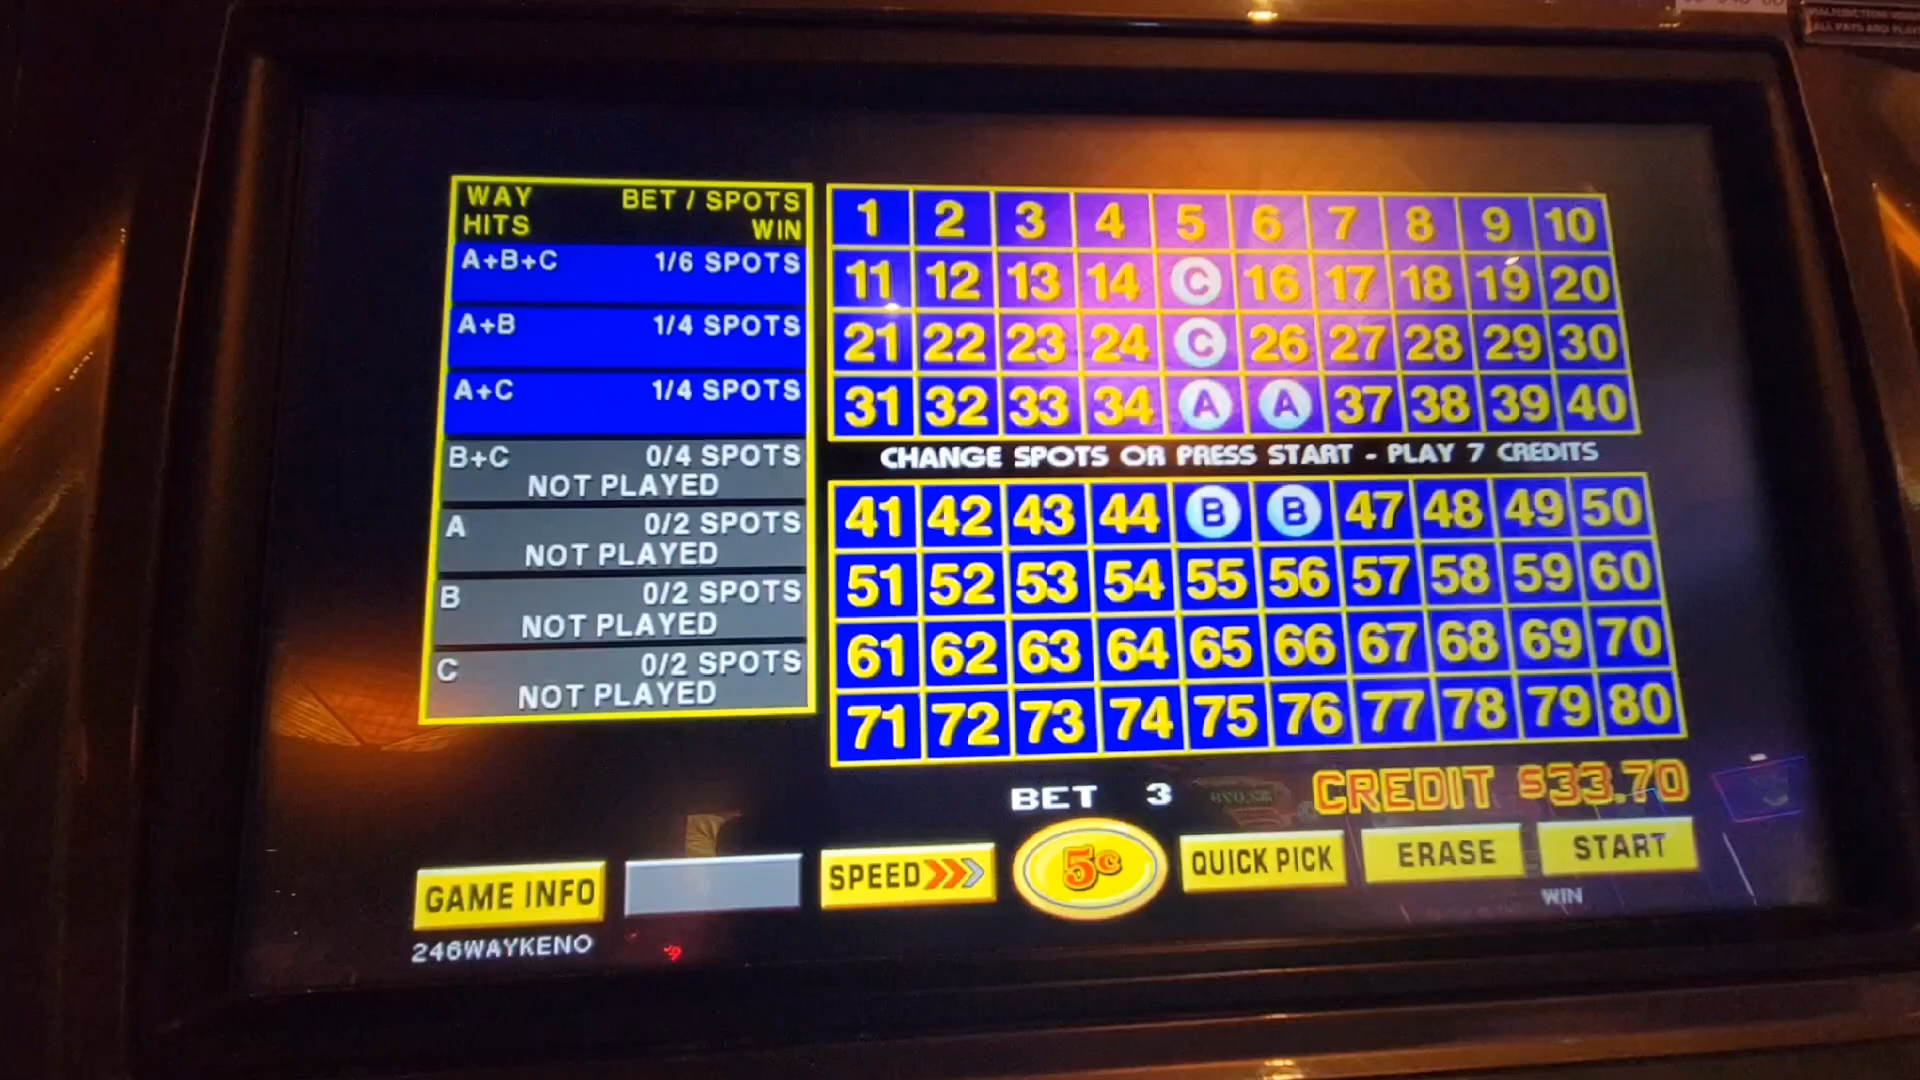 WAY BET / SPOTS
HITS WIN
A+B+C 1/6 SPOTS
A+B 1/4 SPOTS
A+C 1/4 SPOTS
B+C 0/4 SPOTS
NOT PLAYED
A 0/2 SPOTS
NOT PLAYED
B 0/2 SPOTS
NOT PLAYED
C 0/2 SPOTS
NOT PLAYED
1 2 3 4 5 6 7 8 9 10
11 12 13 14 C 16 17 18 19 20
21 22 23 24 C 26 27 28 29 30
31 32 33 34 A A 37 38 39 40
CHANGE SPOTS OR PRESS START - PLAY 7 CREDITS
41 42 43 44 B B 47 48 49 50
51 52 53 54 55 56 57 58 59 60
61 62 63 64 65 66 67 68 69 70
71 72 73 74 75 76 77 78 79 80
BET 3 CREDIT $33.70
GAME INFO SPEED 5¢ QUICK PICK ERASE START
WIN
246WAYKENO